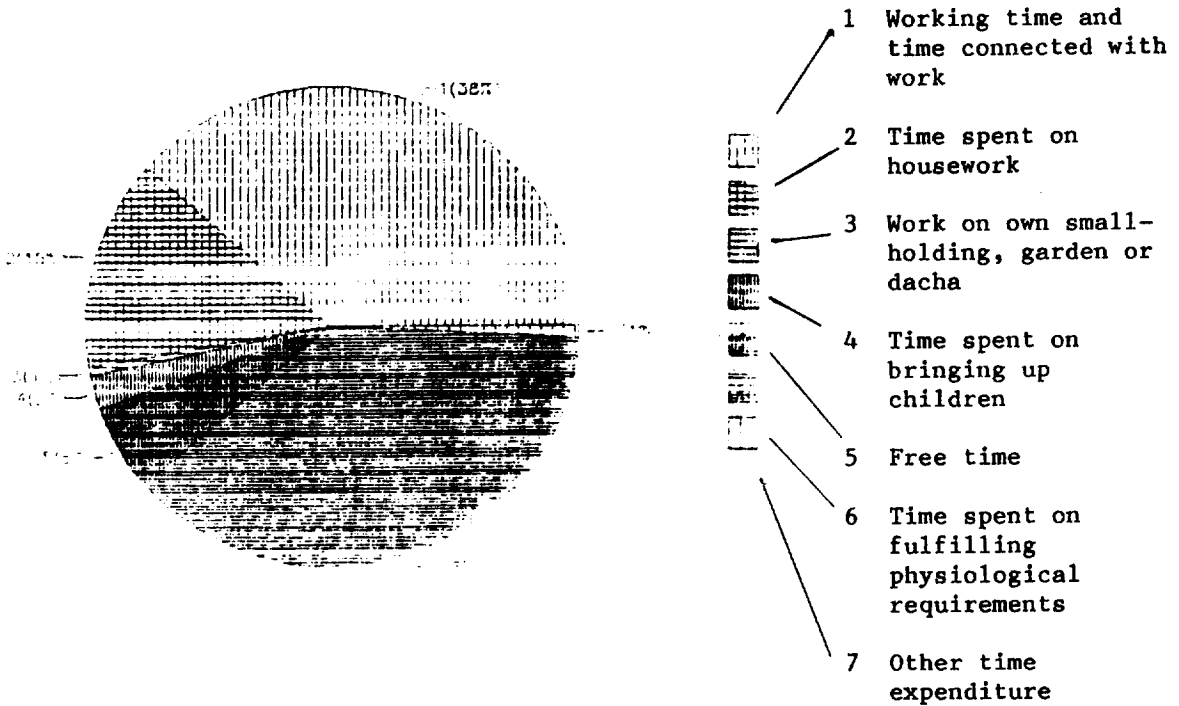 1(38%
1 Working time and
time connected with
work
2 Time spent on
housework
3 Work on own small-
holding, garden or
dacha
4 Time spent on
bringing up
children
5 Free time
6 Time spent on
fulfilling
physiological
requirements
7 Other time
expenditure